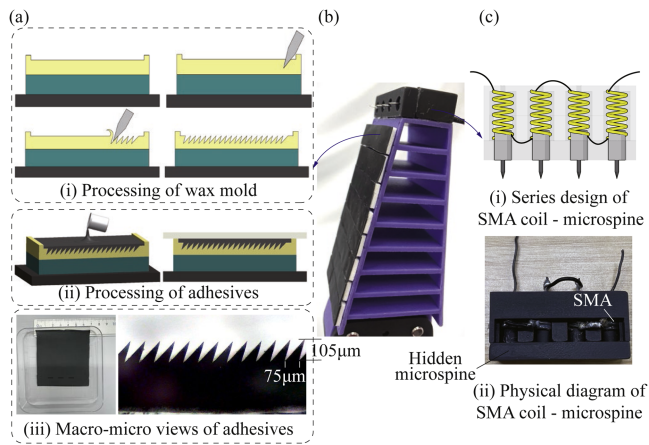 (a)
(b)
(c)
(i) Processing of wax mold
(ii) Processing of adhesives
105μm
75μm
(iii) Macro-micro views of adhesives
(i) Series design of
SMA coil - microspine
SMA
Hidden
microspine
(ii) Physical diagram of
SMA coil - microspine